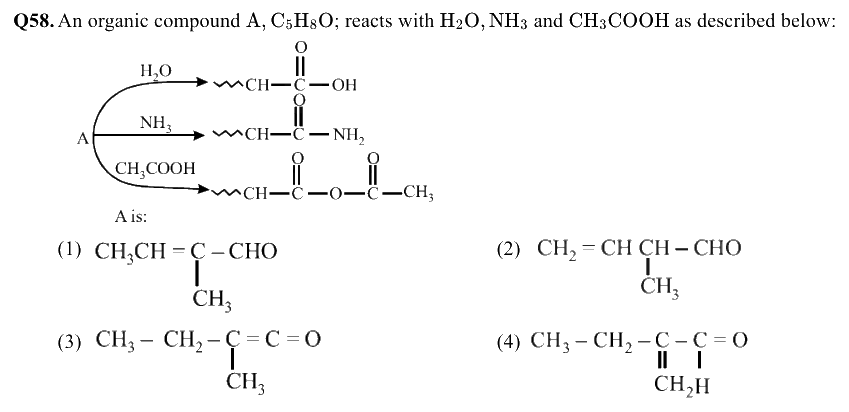 Q58. An organic compound A, C₅H₈O; reacts with H₂O, NH₃ and CH₃COOH as described below:
O
H₂O
CH—C—OH
O
NH₃
A
CH—C—NH₂
O O
CH₃COOH
CH—C—O—C—CH₃
A is:
(1) CH₃CH = C – CHO
CH₃
(2) CH₂ = CH CH – CHO
CH₃
(3) CH₃ – CH₂ – C = C = O
CH₃
(4) CH₃ – CH₂ – C – C = O
CH₂H